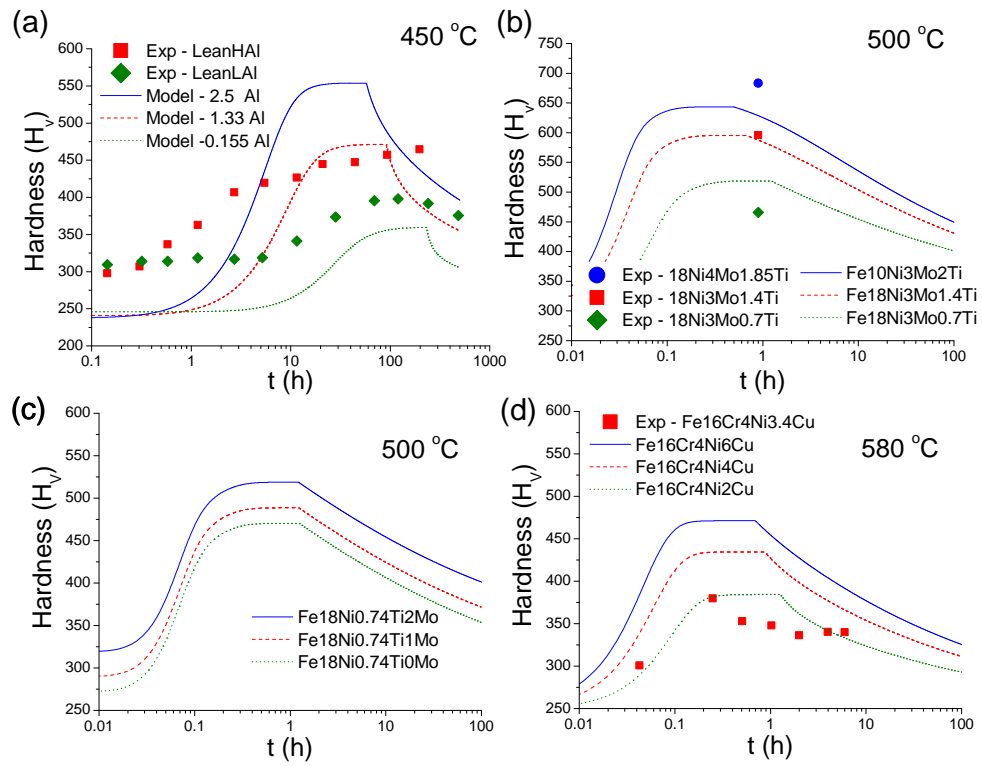 (a)
450 °C
Exp - LeanHAl
Exp - LeanLAl
Model - 2.5 Al
Model - 1.33 Al
Model -0.155 Al
600
550
500
450
400
350
300
250
200
Hardness (Hv)
0.1 1 10 100 1000
t (h)
(b)
500 °C
750
700
650
600
550
500
450
400
350
300
250
Hardness (Hv)
Exp - 18Ni4Mo1.85Ti
Exp - 18Ni3Mo1.4Ti
Exp - 18Ni3Mo0.7Ti
Fe10Ni3Mo2Ti
Fe18Ni3Mo1.4Ti
Fe18Ni3Mo0.7Ti
0.01 0.1 1 10 100
t (h)
(c)
500 °C
600
550
500
450
400
350
300
250
Hardness (Hv)
Fe18Ni0.74Ti2Mo
Fe18Ni0.74Ti1Mo
Fe18Ni0.74Ti0Mo
0.01 0.1 1 10 100
t (h)
(d)
580 °C
Exp - Fe16Cr4Ni3.4Cu
Fe16Cr4Ni6Cu
Fe16Cr4Ni4Cu
Fe16Cr4Ni2Cu
550
500
450
400
350
300
250
Hardness (Hv)
0.01 0.1 1 10 100
t (h)